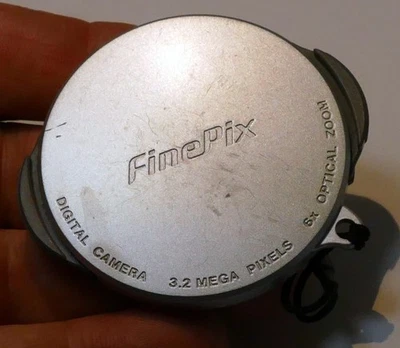 FinePix
DIGITAL CAMERA 3.2 MEGA PIXELS 6x OPTICAL ZOOM